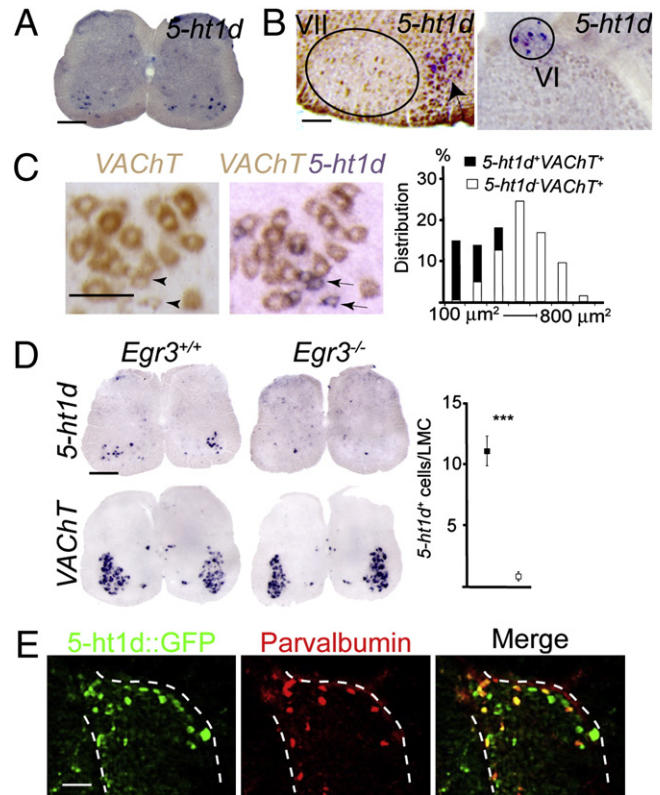 A
5-ht1d
B
VII
5-ht1d
5-ht1d
VI
C
VAChT
VAChT 5-ht1d
%
5-ht1d⁺VAChT⁺
5-ht1d⁻VAChT⁺
Distribution
30
20
10
100 μm² 800 μm²
D
Egr3⁺/⁺
Egr3⁻/⁻
5-ht1d
VAChT
5-ht1d⁺ cells/LMC
15
10
5
***
E
5-ht1d::GFP
Parvalbumin
Merge